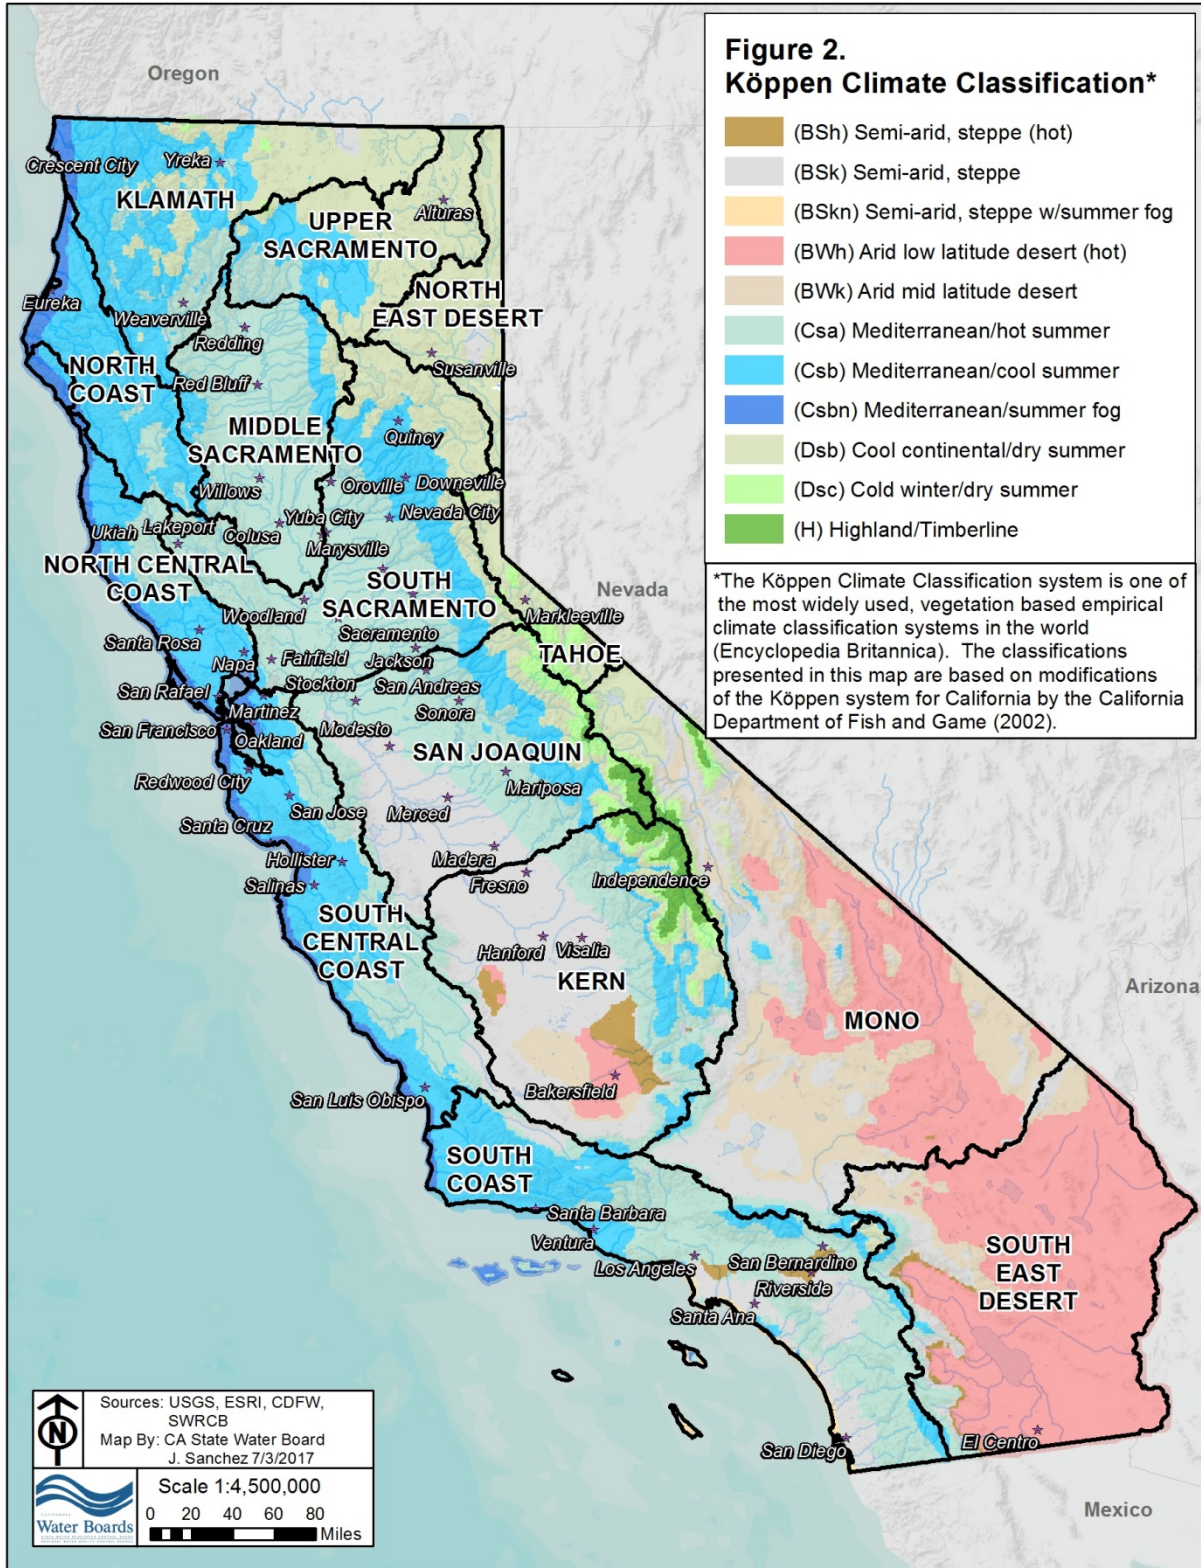 Figure 2.
Köppen Climate Classification*
(BSh) Semi-arid, steppe (hot)
(BSk) Semi-arid, steppe
(BSkn) Semi-arid, steppe w/summer fog
(BWh) Arid low latitude desert (hot)
(BWk) Arid mid latitude desert
(Csa) Mediterranean/hot summer
(Csb) Mediterranean/cool summer
(Csbn) Mediterranean/summer fog
(Dsb) Cool continental/dry summer
(Dsc) Cold winter/dry summer
(H) Highland/Timberline
*The Köppen Climate Classification system is one of
the most widely used, vegetation based empirical
climate classification systems in the world
(Encyclopedia Britannica). The classifications
presented in this map are based on modifications
of the Köppen system for California by the California
Department of Fish and Game (2002).
Oregon
Crescent City
Yreka
KLAMATH
Alturas
UPPER
SACRAMENTO
NORTH
EAST DESERT
Eureka
Weaverville
Redding
Susanville
NORTH
COAST
Red Bluff
MIDDLE
SACRAMENTO
Quincy
Willows
Oroville
Downeville
Nevada City
Ukiah
Lakeport
Colusa
Yuba City
Marysville
NORTH CENTRAL
COAST
SOUTH
SACRAMENTO
Nevada
Woodland
Markleeville
Santa Rosa
Sacramento
TAHOE
Napa
Fairfield
Jackson
San Rafael
Stockton
San Andreas
Martinez
Modesto
Sonora
San Francisco
Oakland
SAN JOAQUIN
Redwood City
Mariposa
San Jose
Merced
Santa Cruz
Hollister
Madera
Salinas
Fresno
Independence
SOUTH
CENTRAL
COAST
Hanford
Visalia
KERN
Arizona
MONO
Bakersfield
San Luis Obispo
SOUTH
COAST
Santa Barbara
Ventura
Los Angeles
San Bernardino
Riverside
SOUTH
EAST
DESERT
Santa Ana
San Diego
El Centro
Mexico
N
Sources: USGS, ESRI, CDFW,
SWRCB
Map By: CA State Water Board
J. Sanchez 7/3/2017
CALIFORNIA
Water Boards
Scale 1:4,500,000
0 20 40 60 80
Miles